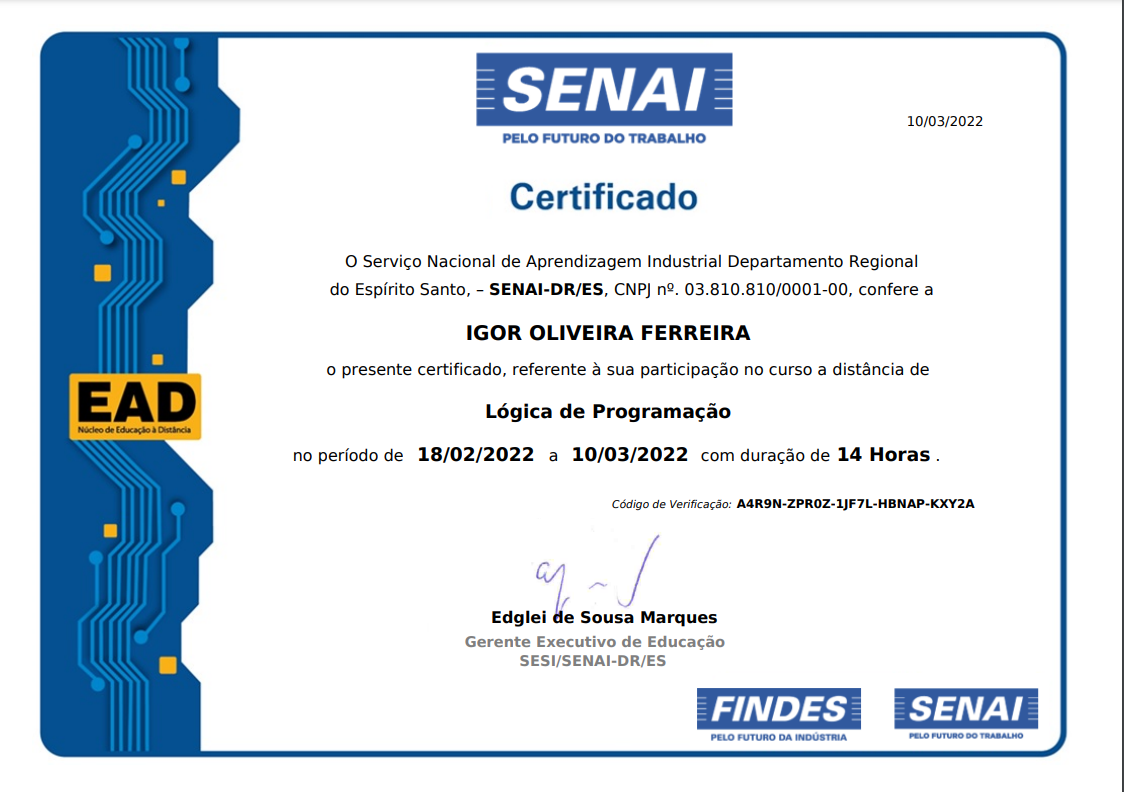 SENAI
PELO FUTURO DO TRABALHO
10/03/2022
Certificado
O Serviço Nacional de Aprendizagem Industrial Departamento Regional
do Espírito Santo, – SENAI-DR/ES, CNPJ nº. 03.810.810/0001-00, confere a
IGOR OLIVEIRA FERREIRA
o presente certificado, referente à sua participação no curso a distância de
Lógica de Programação
no período de 18/02/2022 a 10/03/2022 com duração de 14 Horas .
EAD
Núcleo de Educação à Distância
Código de Verificação: A4R9N-ZPR0Z-1JF7L-HBNAP-KXY2A
Edglei de Sousa Marques
Gerente Executivo de Educação
SESI/SENAI-DR/ES
FINDES
PELO FUTURO DA INDÚSTRIA
SENAI
PELO FUTURO DO TRABALHO